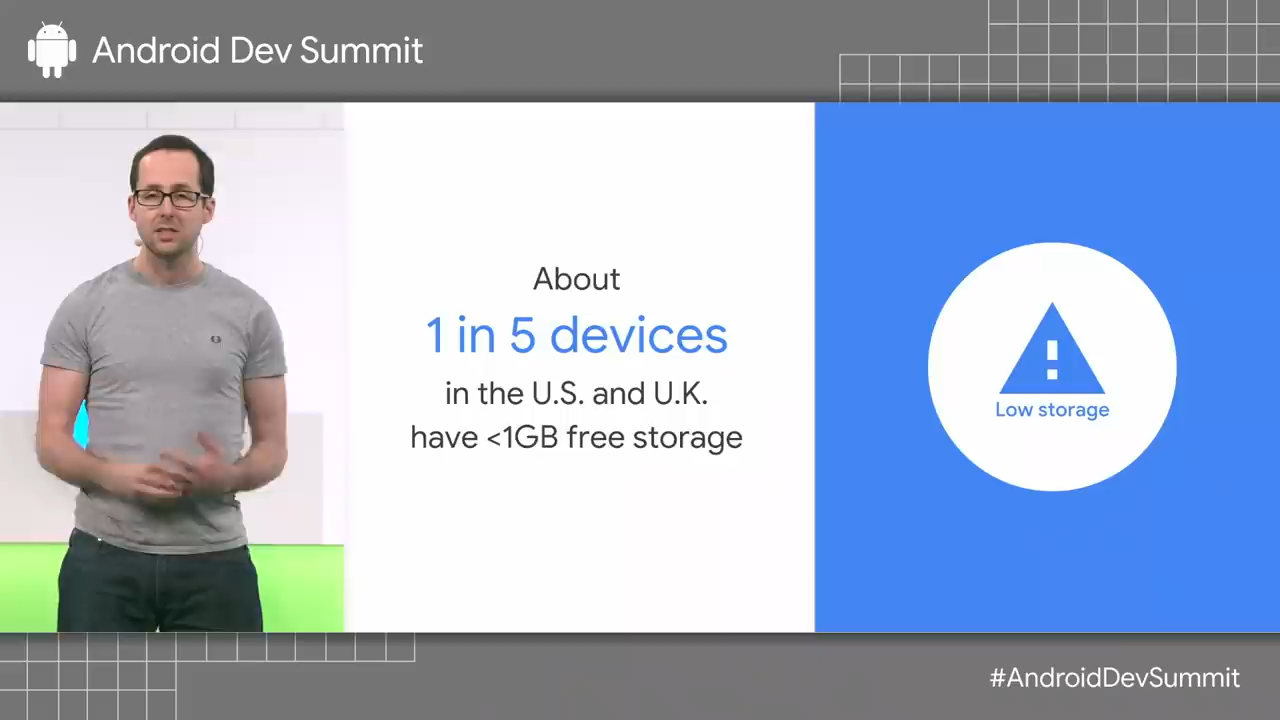 Android Dev Summit
About
1 in 5 devices
in the U.S. and U.K.
have <1GB free storage
Low storage
#AndroidDevSummit